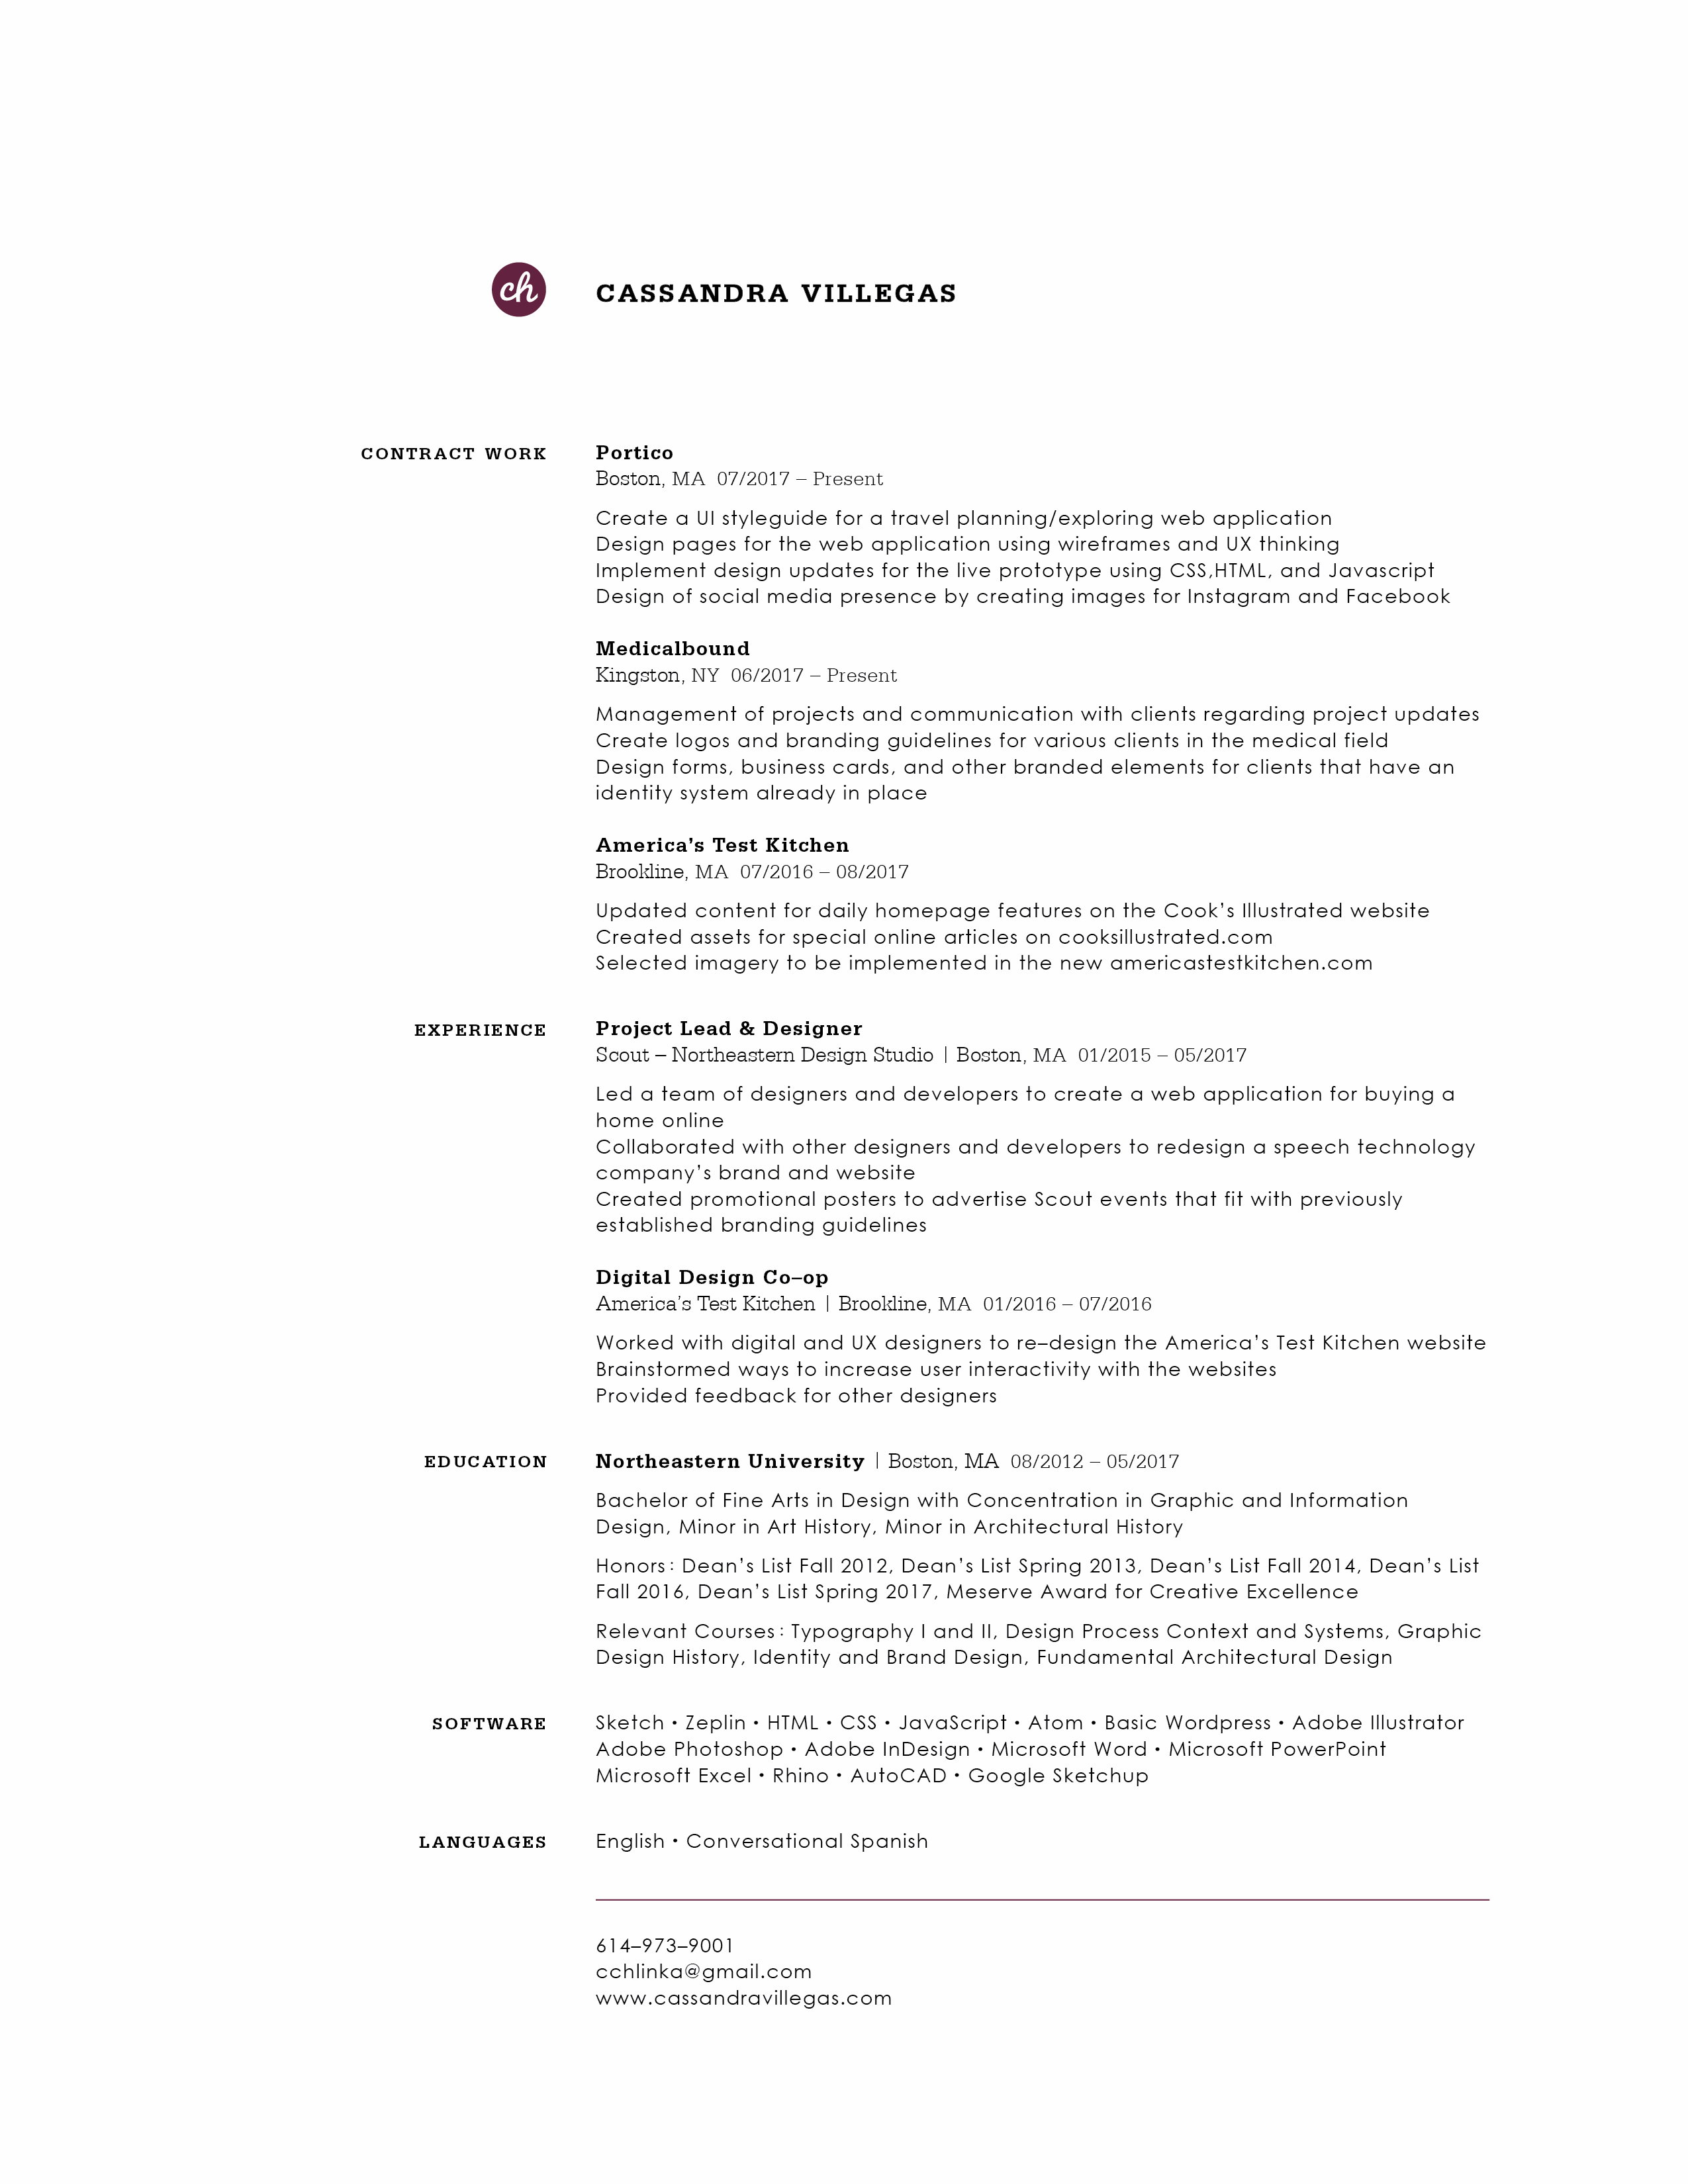 ch
CASSANDRA VILLEGAS
CONTRACT WORK
Portico
Boston, MA 07/2017 – Present
Create a UI styleguide for a travel planning/exploring web application
Design pages for the web application using wireframes and UX thinking
Implement design updates for the live prototype using CSS,HTML, and Javascript
Design of social media presence by creating images for Instagram and Facebook
Medicalbound
Kingston, NY 06/2017 – Present
Management of projects and communication with clients regarding project updates
Create logos and branding guidelines for various clients in the medical field
Design forms, business cards, and other branded elements for clients that have an
identity system already in place
America’s Test Kitchen
Brookline, MA 07/2016 – 08/2017
Updated content for daily homepage features on the Cook’s Illustrated website
Created assets for special online articles on cooksillustrated.com
Selected imagery to be implemented in the new americastestkitchen.com
EXPERIENCE
Project Lead & Designer
Scout – Northeastern Design Studio | Boston, MA 01/2015 – 05/2017
Led a team of designers and developers to create a web application for buying a
home online
Collaborated with other designers and developers to redesign a speech technology
company’s brand and website
Created promotional posters to advertise Scout events that fit with previously
established branding guidelines
Digital Design Co–op
America’s Test Kitchen | Brookline, MA 01/2016 – 07/2016
Worked with digital and UX designers to re–design the America’s Test Kitchen website
Brainstormed ways to increase user interactivity with the websites
Provided feedback for other designers
EDUCATION
Northeastern University | Boston, MA 08/2012 – 05/2017
Bachelor of Fine Arts in Design with Concentration in Graphic and Information
Design, Minor in Art History, Minor in Architectural History
Honors: Dean’s List Fall 2012, Dean’s List Spring 2013, Dean’s List Fall 2014, Dean’s List
Fall 2016, Dean’s List Spring 2017, Meserve Award for Creative Excellence
Relevant Courses: Typography I and II, Design Process Context and Systems, Graphic
Design History, Identity and Brand Design, Fundamental Architectural Design
SOFTWARE
Sketch • Zeplin • HTML • CSS • JavaScript • Atom • Basic Wordpress • Adobe Illustrator
Adobe Photoshop • Adobe InDesign • Microsoft Word • Microsoft PowerPoint
Microsoft Excel • Rhino • AutoCAD • Google Sketchup
LANGUAGES
English • Conversational Spanish
614–973–9001
cchlinka@gmail.com
www.cassandravillegas.com